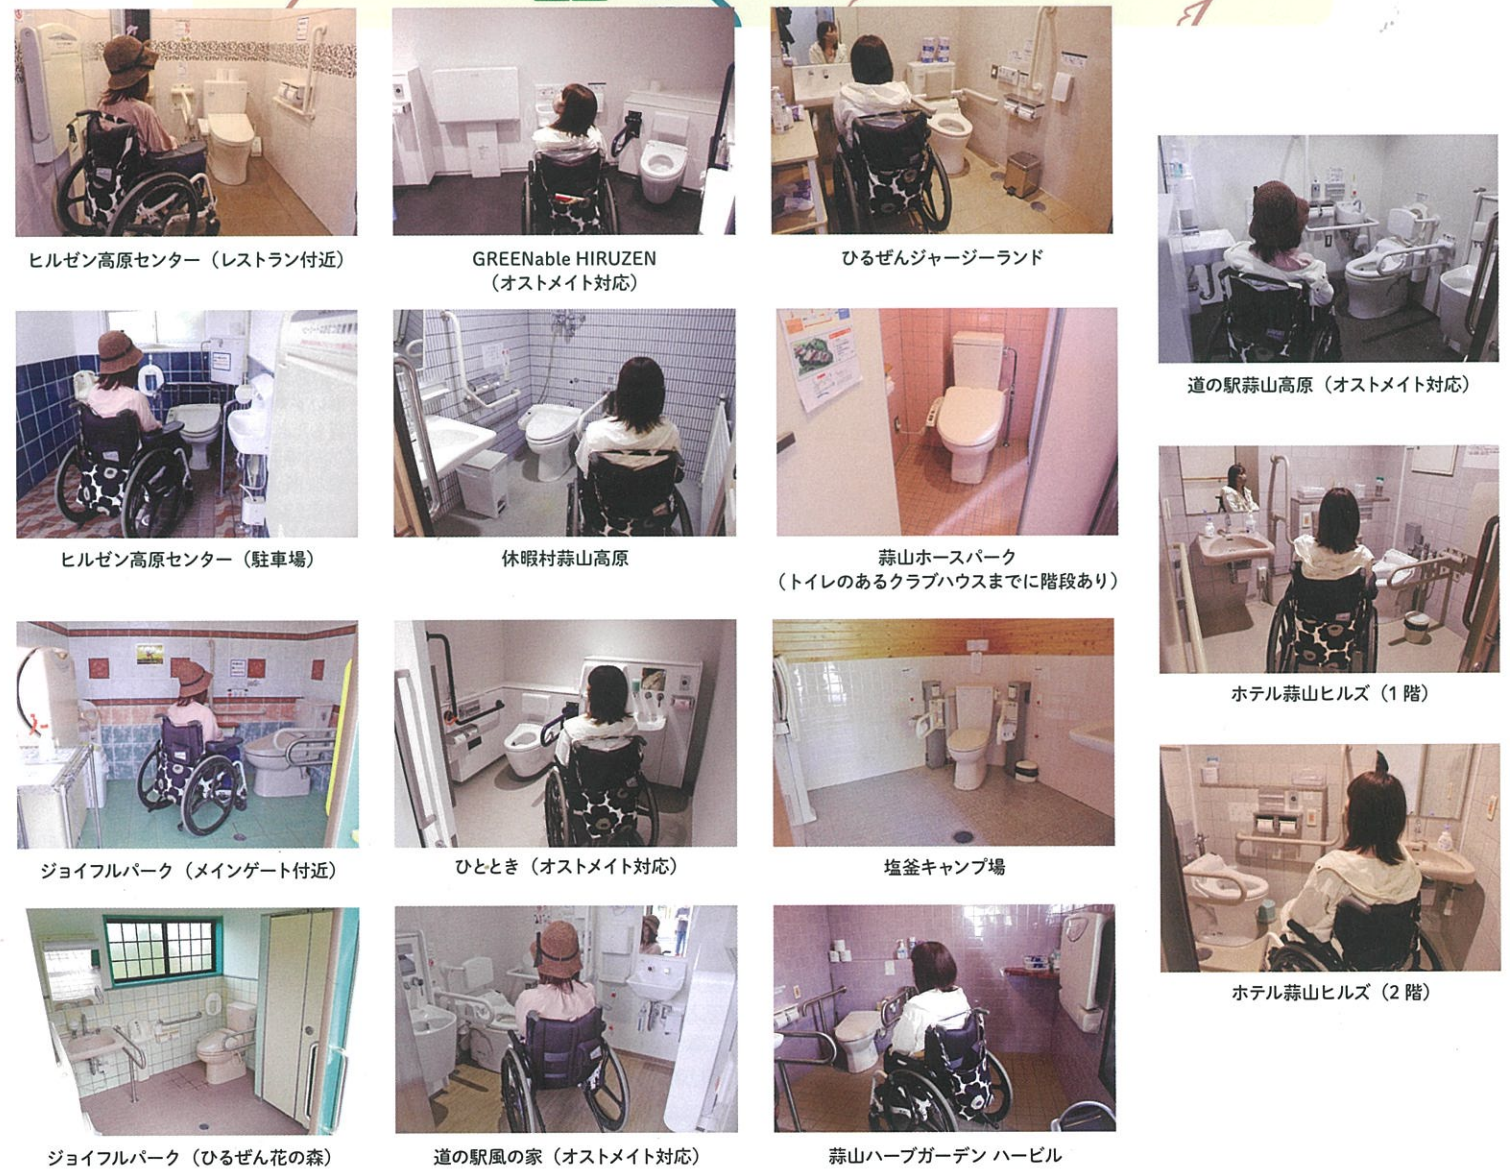 ヒルゼン高原センター（レストラン付近）
GREENable HIRUZEN
（オストメイト対応）
ひるぜんジャージーランド
道の駅蒜山高原（オストメイト対応）
ヒルゼン高原センター（駐車場）
休暇村蒜山高原
蒜山ホースパーク
（トイレのあるクラブハウスまでに階段あり）
ホテル蒜山ヒルズ（1 階）
ジョイフルパーク（メインゲート付近）
ひととき（オストメイト対応）
塩釜キャンプ場
ホテル蒜山ヒルズ（2 階）
ジョイフルパーク（ひるぜん花の森）
道の駅風の家（オストメイト対応）
蒜山ハーブガーデン ハービル